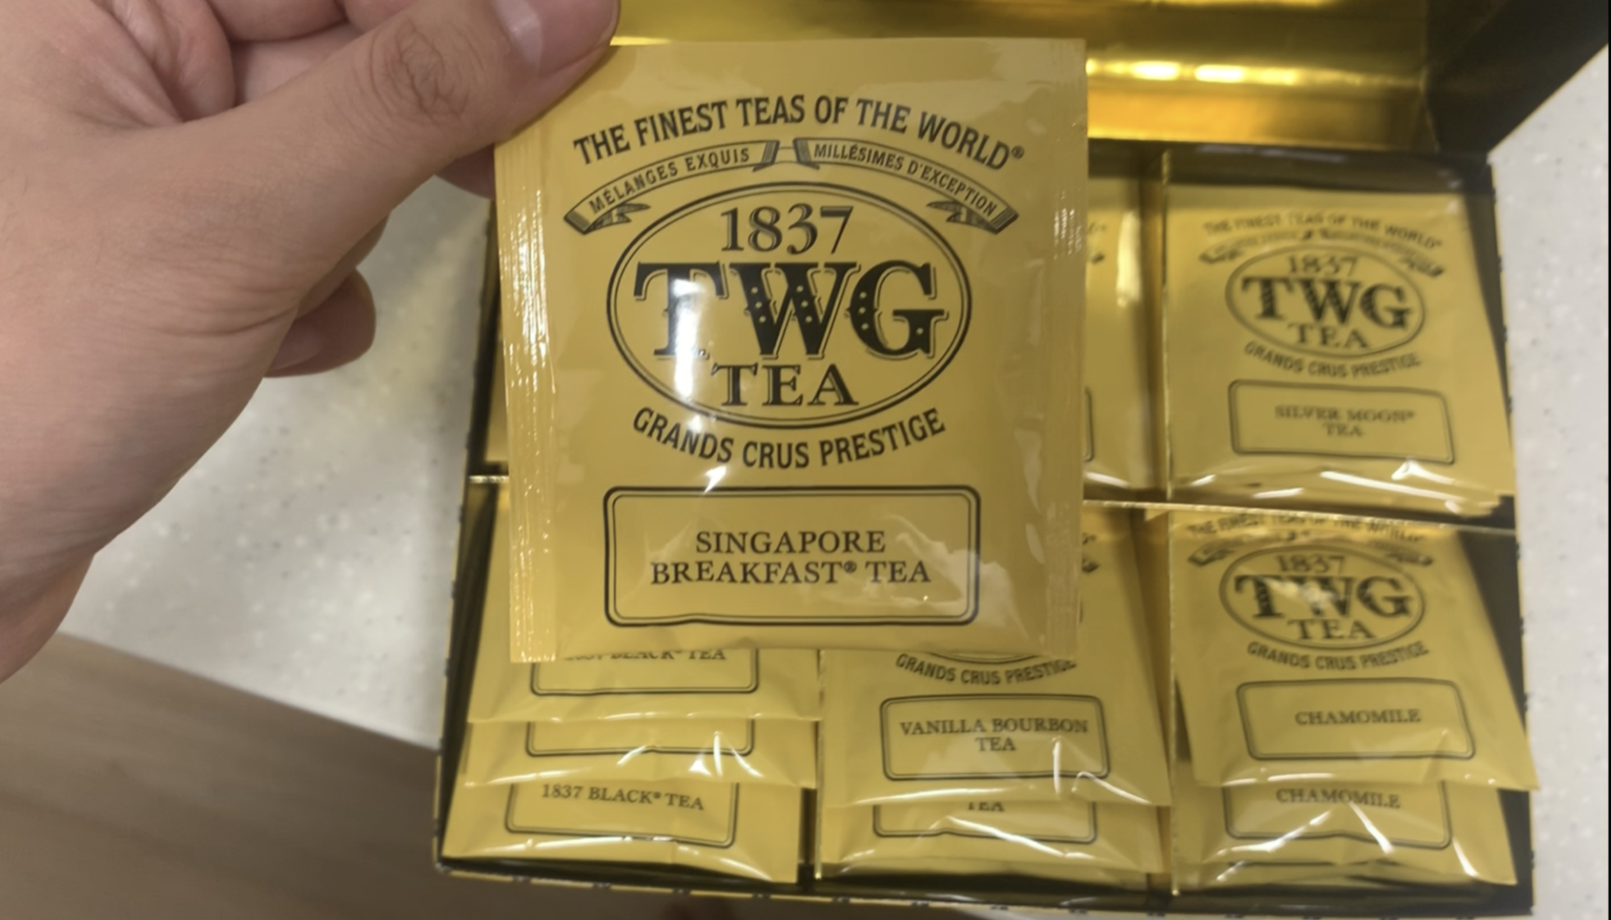 THE FINEST TEAS OF THE WORLD®
MÉLANGES EXQUIS MILLÉSIMES D'EXCEPTION
1837
TWG
TEA
GRANDS CRUS PRESTIGE
SINGAPORE
BREAKFAST® TEA
THE FINEST TEAS OF THE WORLD®
1837
TWG
TEA
GRANDS CRUS PRESTIGE
SILVER MOON®
TEA
BLACK® TEA
1837 BLACK® TEA
GRANDS CRUS PRESTIGE
VANILLA BOURBON
TEA
TEA
THE FINEST TEAS OF THE WORLD
1837
TWG
TEA
GRANDS CRUS PRESTIGE
CHAMOMILE
CHAMOMILE